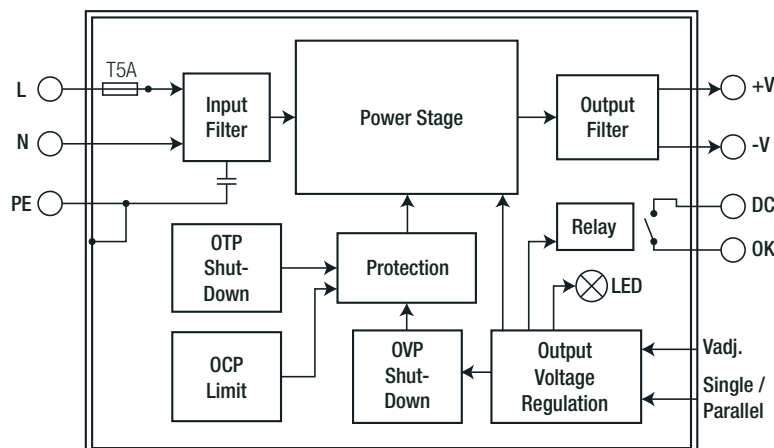 T5A
L
Input
Filter
Power Stage
Output
Filter
+V
N
-V
PE
DC
Relay
OK
OTP
Shut-
Down
Protection
LED
OCP
Limit
OVP
Shut-
Down
Output
Voltage
Regulation
Vadj.
Single /
Parallel